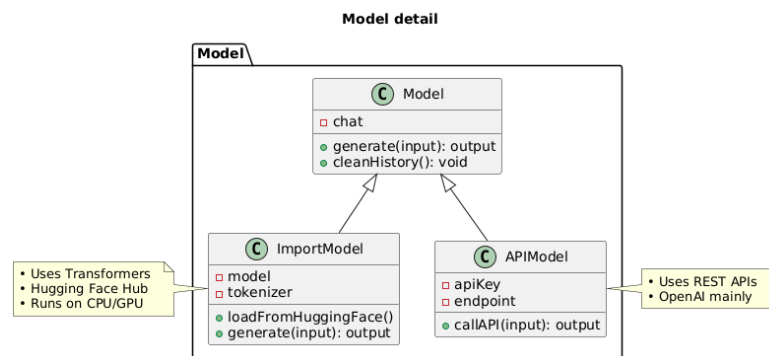 Model detail
Model
C Model
chat
generate(input): output
cleanHistory(): void
C ImportModel
model
tokenizer
loadFromHuggingFace()
generate(input): output
C APIModel
apiKey
endpoint
callAPI(input): output
• Uses Transformers
• Hugging Face Hub
• Runs on CPU/GPU
• Uses REST APIs
• OpenAI mainly